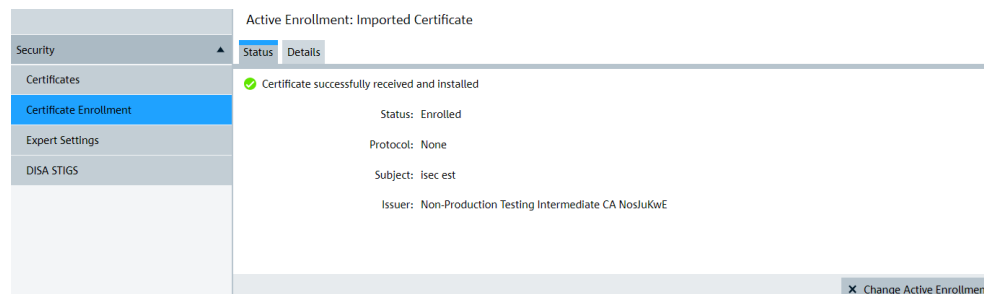 Active Enrollment: Imported Certificate
Security
Status Details
Certificates
Certificate successfully received and installed
Certificate Enrollment
Status: Enrolled
Expert Settings
Protocol: None
DISA STIGS
Subject: isec est
Issuer: Non-Production Testing Intermediate CA NosJuKwE
Change Active Enrollmen